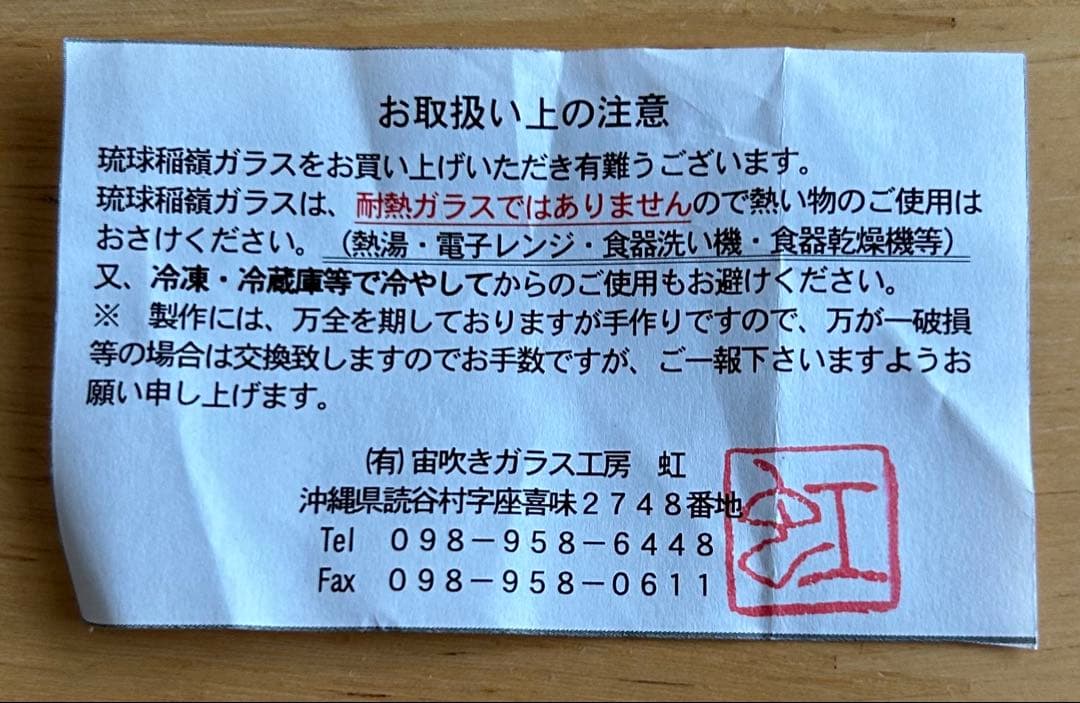 お取扱い上の注意
琉球稲嶺ガラスをお買い上げいただき有難うございます。
琉球稲嶺ガラスは、耐熱ガラスではありませんので熱い物のご使用は
おさけください。（熱湯・電子レンジ・食器洗い機・食器乾燥機等）
又、冷凍・冷蔵庫等で冷やしてからのご使用もお避けください。
※　製作には、万全を期しておりますが手作りですので、万が一破損
等の場合は交換致しますのでお手数ですが、ご一報下さいますようお
願い申し上げます。
㈲宙吹きガラス工房　虹
沖縄県読谷村字座喜味２７４８番地
Tel　０９８－９５８－６４４８
Fax　０９８－９５８－０６１１
虹